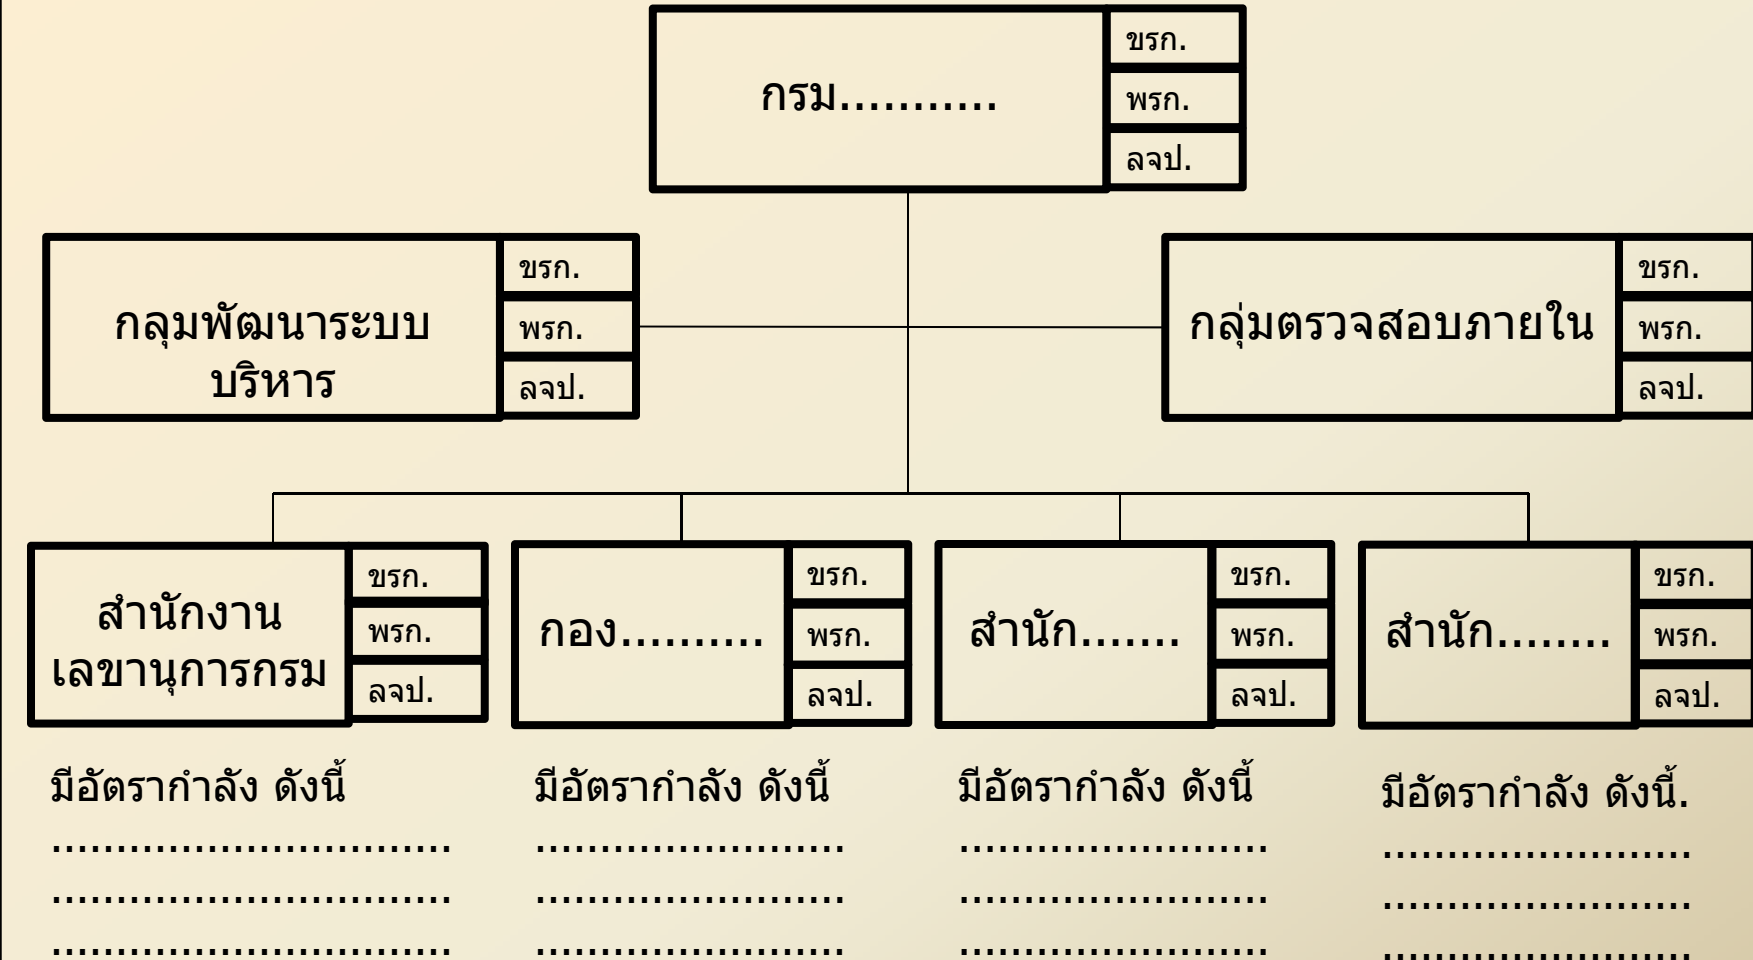 กรม...........
ขรก.
พรก.
ลจป.
กลุมพัฒนาระบบ
บริหาร
ขรก.
พรก.
ลจป.
กลุ่มตรวจสอบภายใน
ขรก.
พรก.
ลจป.
สำนักงาน
เลขานุการกรม
ขรก.
พรก.
ลจป.
กอง..........
ขรก.
พรก.
ลจป.
สำนัก.......
ขรก.
พรก.
ลจป.
สำนัก........
ขรก.
พรก.
ลจป.
มีอัตรากำลัง ดังนี้
...............................
...............................
...............................
มีอัตรากำลัง ดังนี้
........................
........................
........................
มีอัตรากำลัง ดังนี้
........................
........................
........................
มีอัตรากำลัง ดังนี้.
........................
........................
........................